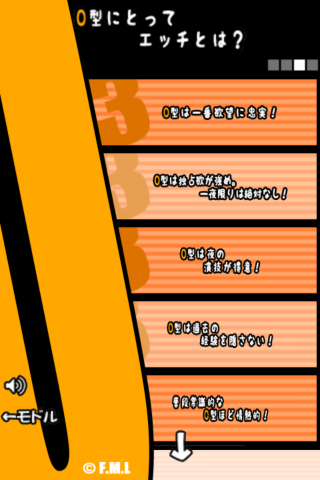 O型にとって
エッチとは？
O型は一番欲望に忠実！
O型は独占欲が強め。
一夜限りは絶対なし！
O型は夜の
演技が得意！
O型は過去の
経験を隠さない！
普段常識的な
O型ほど情熱的！
←モドル
© F.M.L